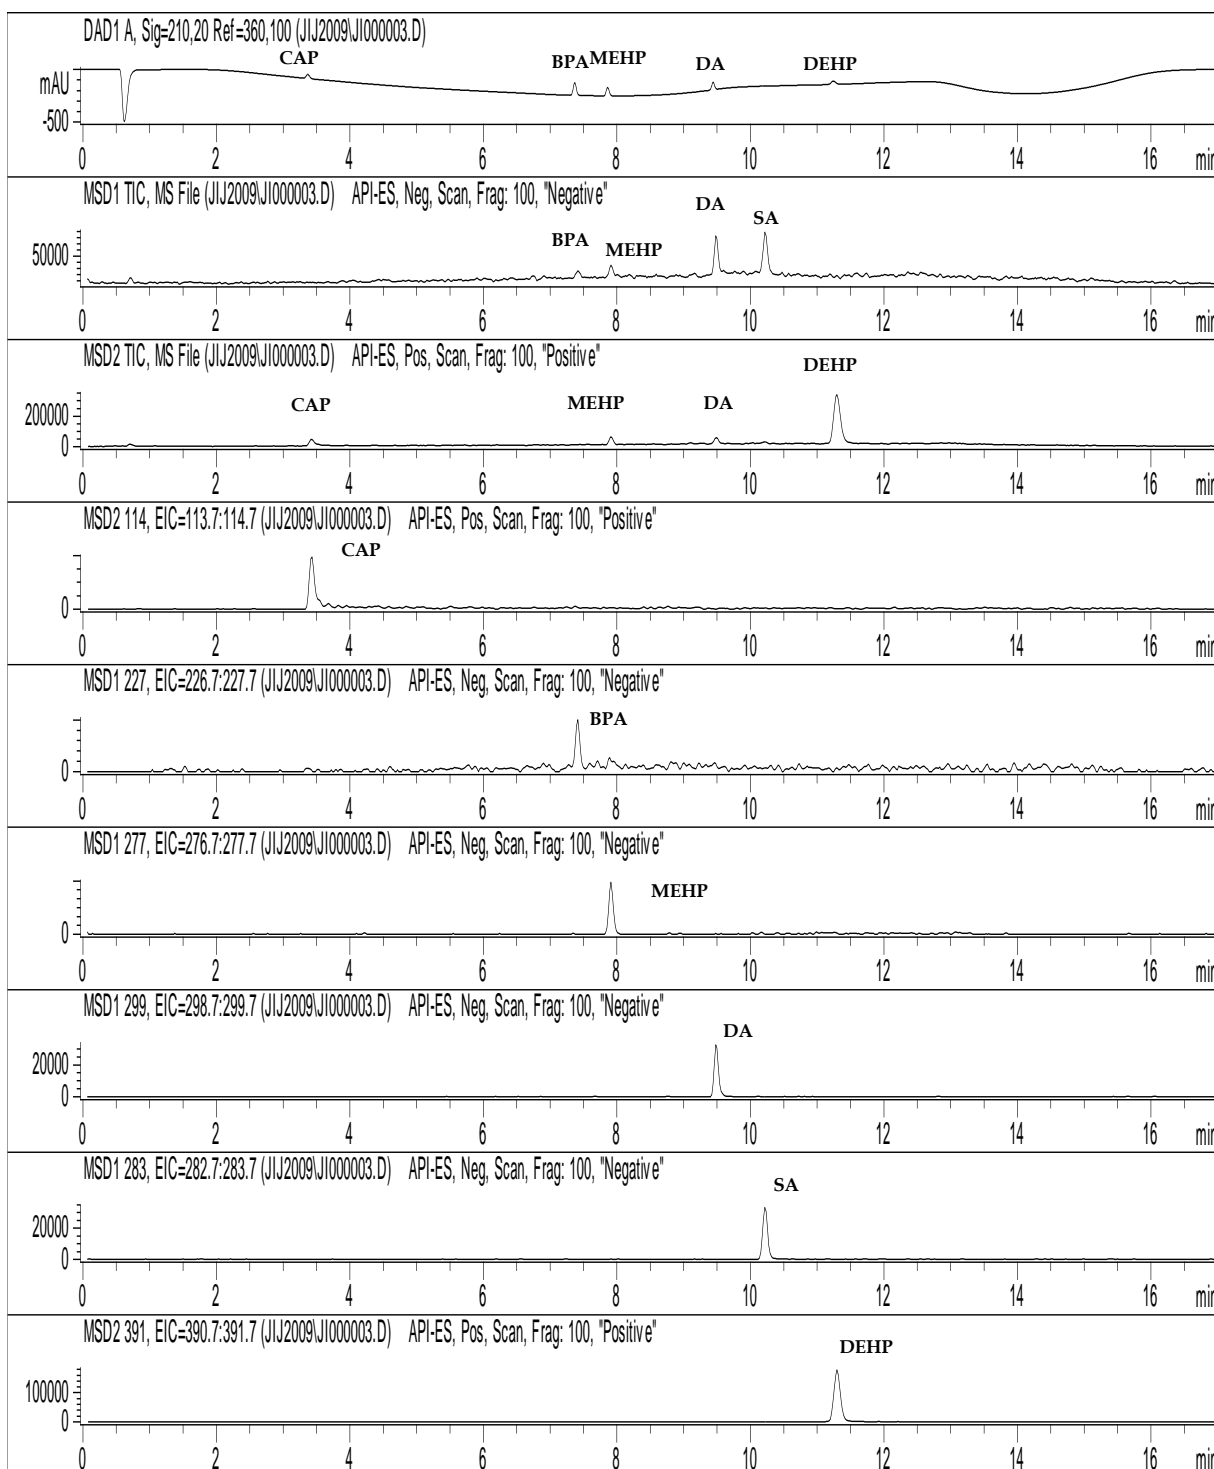 DAD1 A, Sig=210,20 Ref=360,100 (JIJ2009\JI000003.D)
CAP BPA MEHP DA DEHP
mAU
-500
0 2 4 6 8 10 12 14 16 min
MSD1 TIC, MS File (JIJ2009\JI000003.D) API-ES, Neg, Scan, Frag: 100, "Negative"
DA SA
BPA MEHP
50000
0 2 4 6 8 10 12 14 16 min
MSD2 TIC, MS File (JIJ2009\JI000003.D) API-ES, Pos, Scan, Frag: 100, "Positive"
DEHP
CAP MEHP DA
200000
0
0 2 4 6 8 10 12 14 16 min
MSD2 114, EIC=113.7:114.7 (JIJ2009\JI000003.D) API-ES, Pos, Scan, Frag: 100, "Positive"
CAP
0
0 2 4 6 8 10 12 14 16 min
MSD1 227, EIC=226.7:227.7 (JIJ2009\JI000003.D) API-ES, Neg, Scan, Frag: 100, "Negative"
BPA
0
0 2 4 6 8 10 12 14 16 min
MSD1 277, EIC=276.7:277.7 (JIJ2009\JI000003.D) API-ES, Neg, Scan, Frag: 100, "Negative"
MEHP
0
0 2 4 6 8 10 12 14 16 min
MSD1 299, EIC=298.7:299.7 (JIJ2009\JI000003.D) API-ES, Neg, Scan, Frag: 100, "Negative"
DA
20000
0
0 2 4 6 8 10 12 14 16 min
MSD1 283, EIC=282.7:283.7 (JIJ2009\JI000003.D) API-ES, Neg, Scan, Frag: 100, "Negative"
SA
20000
0
0 2 4 6 8 10 12 14 16 min
MSD2 391, EIC=390.7:391.7 (JIJ2009\JI000003.D) API-ES, Pos, Scan, Frag: 100, "Positive"
DEHP
100000
0
0 2 4 6 8 10 12 14 16 min